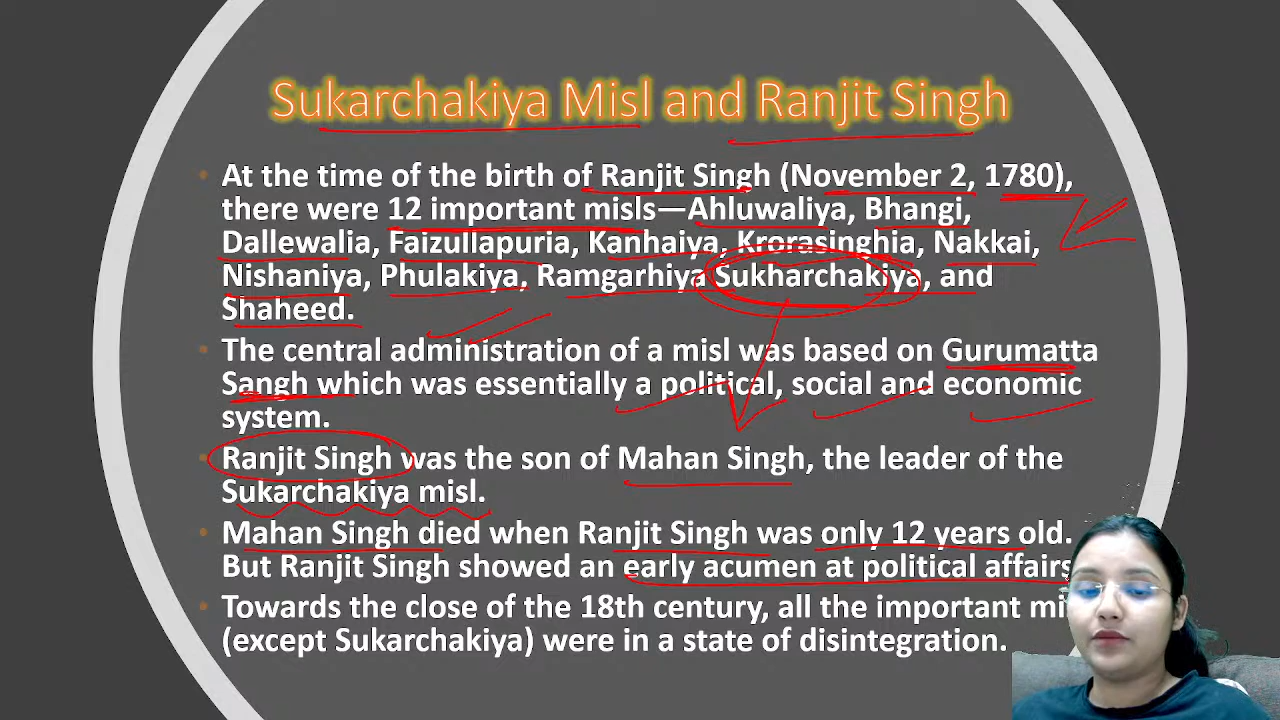 Sukarchakiya Misl and Ranjit Singh
At the time of the birth of Ranjit Singh (November 2, 1780),
there were 12 important misls—Ahluwaliya, Bhangi,
Dallewalia, Faizullapuria, Kanhaiya, Krorasinghia, Nakkai,
Nishaniya, Phulakiya, Ramgarhiya Sukharchakiya, and
Shaheed.
The central administration of a misl was based on Gurumatta
Sangh which was essentially a political, social and economic
system.
Ranjit Singh was the son of Mahan Singh, the leader of the
Sukarchakiya misl.
Mahan Singh died when Ranjit Singh was only 12 years old.
But Ranjit Singh showed an early acumen at political affairs
Towards the close of the 18th century, all the important
(except Sukarchakiya) were in a state of disintegration.